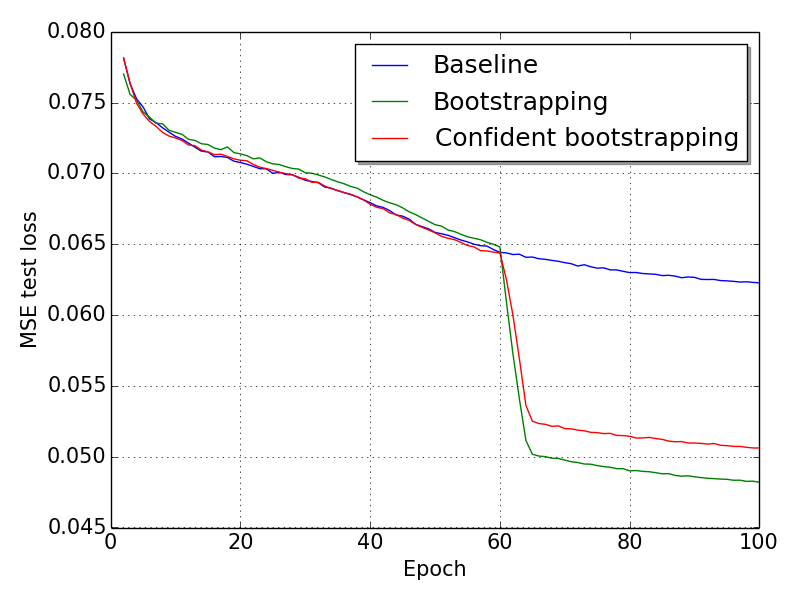 0.080
0.075
0.070
0.065
0.060
0.055
0.050
0.045
MSE test loss
Baseline
Bootstrapping
Confident bootstrapping
0 20 40 60 80 100
Epoch